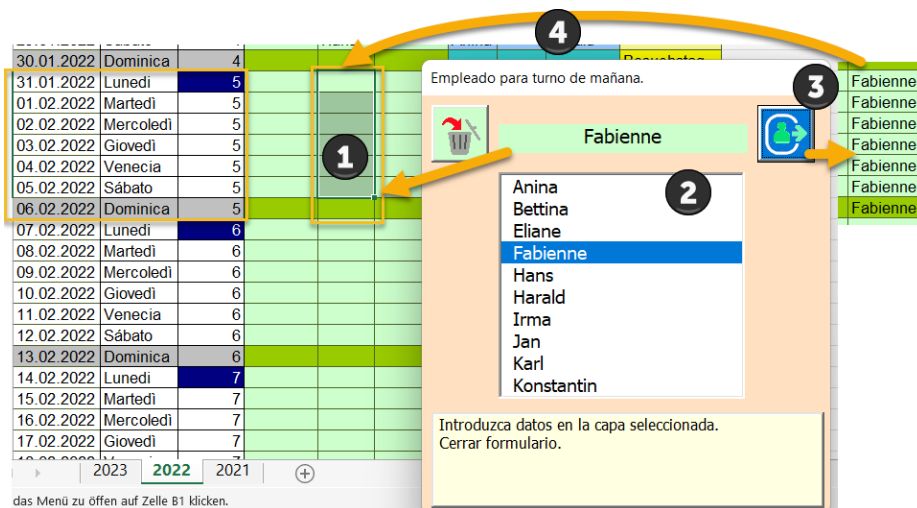 4
30.01.2022 Dominica 4
31.01.2022 Lunedi 5
01.02.2022 Martedì 5
02.02.2022 Mercoledì 5
03.02.2022 Giovedì 5
04.02.2022 Venecia 5
05.02.2022 Sábato 5
06.02.2022 Dominica 5
07.02.2022 Lunedi 6
08.02.2022 Martedì 6
09.02.2022 Mercoledì 6
10.02.2022 Giovedì 6
11.02.2022 Venecia 6
12.02.2022 Sábato 6
13.02.2022 Dominica 6
14.02.2022 Lunedi 7
15.02.2022 Martedì 7
16.02.2022 Mercoledì 7
17.02.2022 Giovedì 7
1
2023 2022 2021
das Menü zu öffen auf Zelle B1 klicken.
Empleado para turno de mañana.
3
Fabienne
2
Anina
Bettina
Eliane
Fabienne
Hans
Harald
Irma
Jan
Karl
Konstantin
Introduzca datos en la capa seleccionada.
Cerrar formulario.
Fabienne
Fabienne
Fabienne
Fabienne
Fabienne
Fabienne
Fabienne